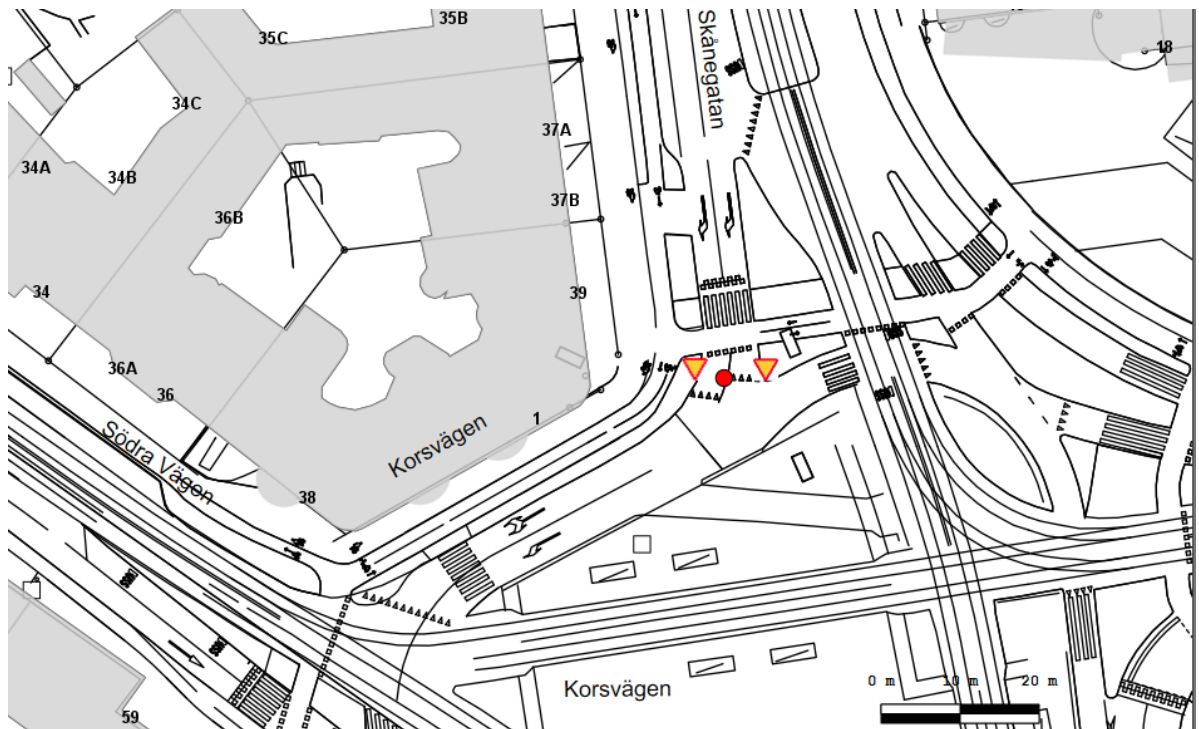 35B
35C
Skånegatan
18
34C
37A
34A
34B
37B
36B
39
34
36A
36
1
Korsvägen
Södra Vägen
38
Korsvägen
0 m 10 m 20 m
59